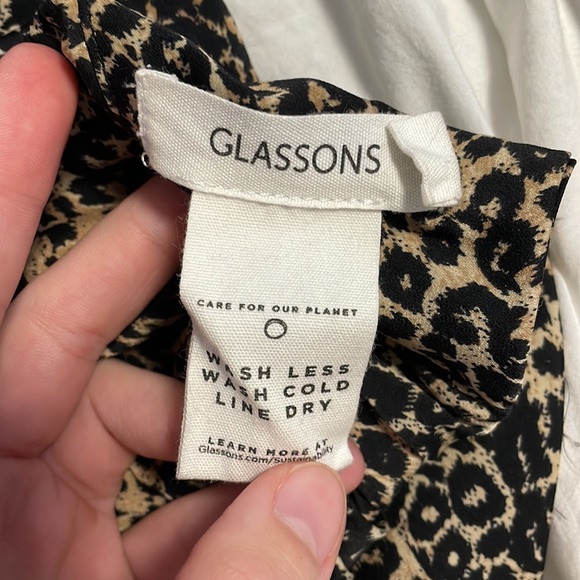 GLASSONS
CARE FOR OUR PLANET
WASH LESS
WASH COLD
LINE DRY
LEARN MORE AT
Glassons.com/Sustainability